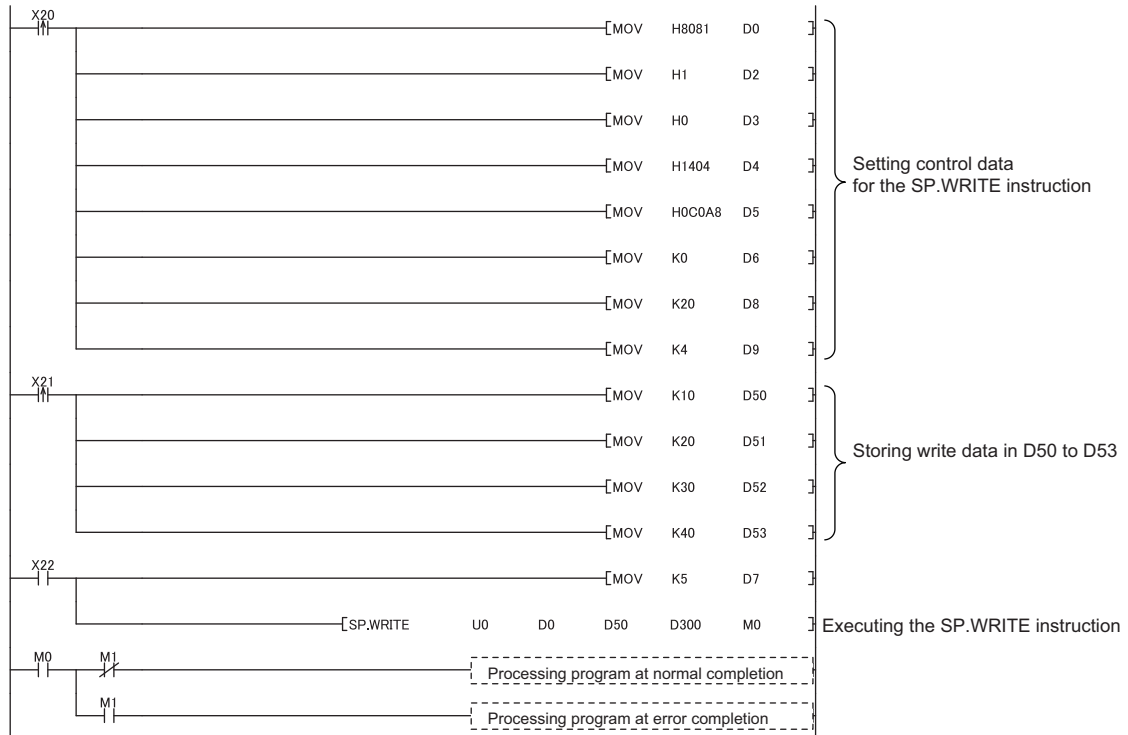 X20
[MOV H8081 D0 ]
[MOV H1 D2 ]
[MOV H0 D3 ]
[MOV H1404 D4 ]
[MOV H0C0A8 D5 ]
[MOV K0 D6 ]
[MOV K20 D8 ]
[MOV K4 D9 ]
Setting control data
for the SP.WRITE instruction
X21
[MOV K10 D50 ]
[MOV K20 D51 ]
[MOV K30 D52 ]
[MOV K40 D53 ]
Storing write data in D50 to D53
X22
[MOV K5 D7 ]
[SP.WRITE U0 D0 D50 D300 M0 ] Executing the SP.WRITE instruction
M0 M1
Processing program at normal completion
M1
Processing program at error completion